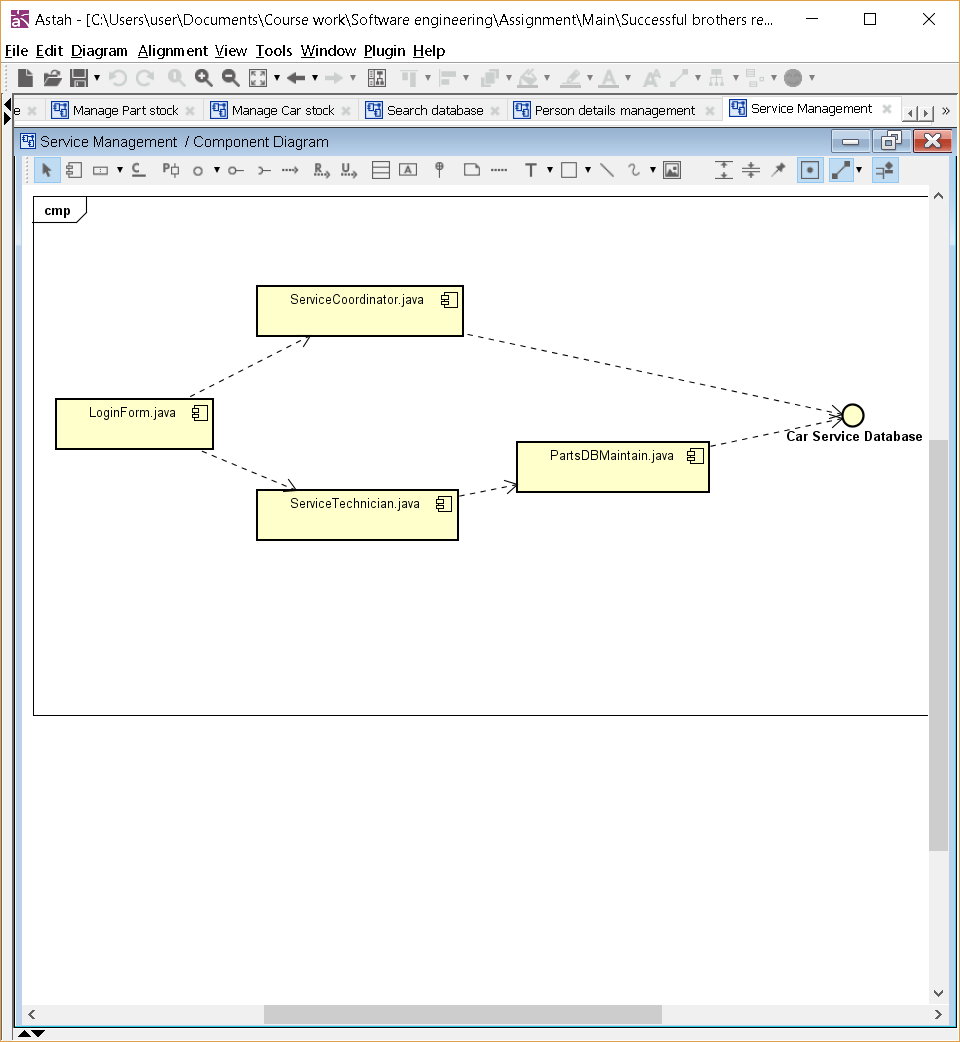 Astah - [C:\Users\user\Documents\Course work\Software engineering\Assignment\Main\Successful brothers re...
File Edit Diagram Alignment View Tools Window Plugin Help
e Manage Part stock Manage Car stock Search database Person details management Service Management
Service Management / Component Diagram
cmp
ServiceCoordinator.java
LoginForm.java
Car Service Database
PartsDBMaintain.java
ServiceTechnician.java